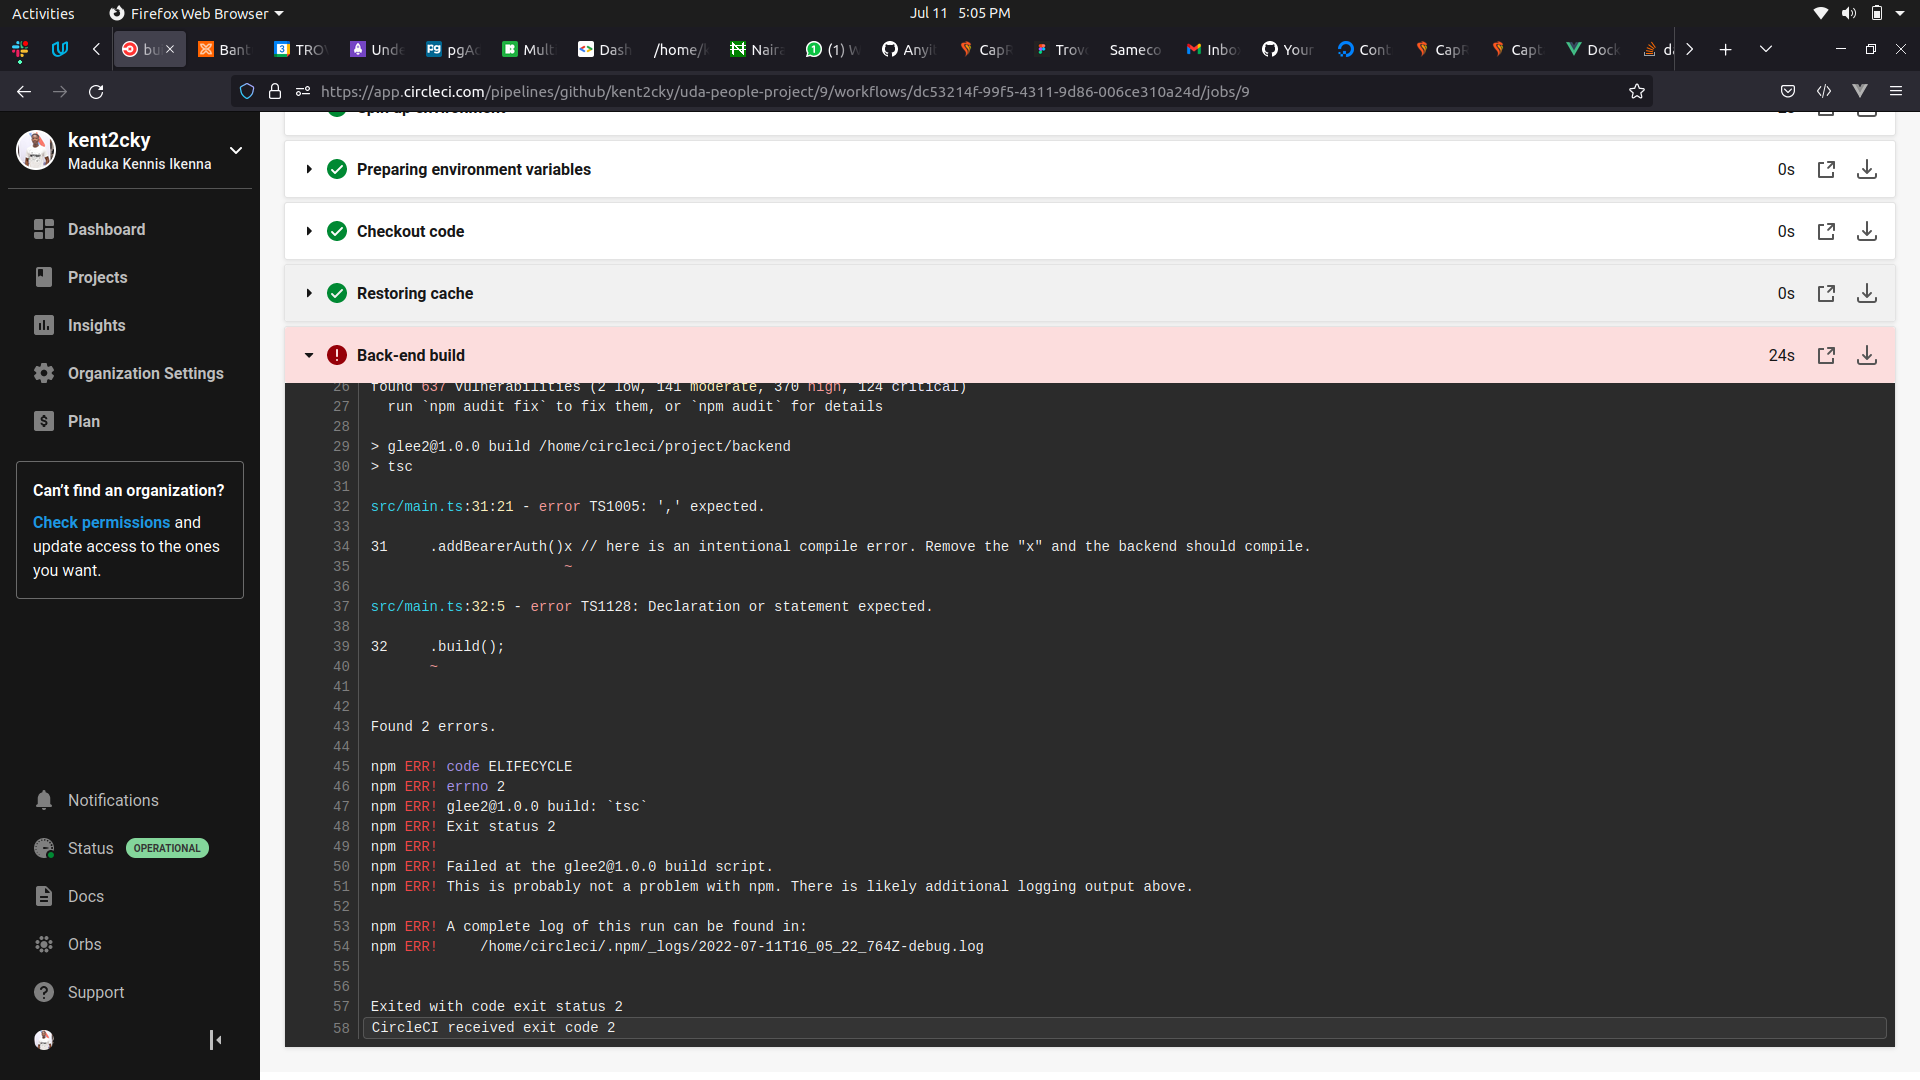 Activities
Firefox Web Browser
Jul 11 5:05 PM
bui
Bant
TROV
Unde
pgAd
Multi
Dash
/home/k
Naira
(1) W
Anyi
CapR
Trove
Sameco
Inbo
Your
Cont
CapR
Capt
Dock
https://app.circleci.com/pipelines/github/kent2cky/uda-people-project/9/workflows/dc53214f-99f5-4311-9d86-006ce310a24d/jobs/9
kent2cky
Maduka Kennis Ikenna
Dashboard
Projects
Insights
Organization Settings
$ Plan
Can’t find an organization?
Check permissions and
update access to the ones
you want.
Notifications
Status OPERATIONAL
Docs
Orbs
? Support
Spin up environment
Preparing environment variables 0s
Checkout code 0s
Restoring cache 0s
! Back-end build 24s
26 found 637 vulnerabilities (2 low, 141 moderate, 370 high, 124 critical)
27 run `npm audit fix` to fix them, or `npm audit` for details
28
29 > glee2@1.0.0 build /home/circleci/project/backend
30 > tsc
31
32 src/main.ts:31:21 - error TS1005: ',' expected.
33
34 31 .addBearerAuth()x // here is an intentional compile error. Remove the "x" and the backend should compile.
35 ~
36
37 src/main.ts:32:5 - error TS1128: Declaration or statement expected.
38
39 32 .build();
40 ~
41
42
43 Found 2 errors.
44
45 npm ERR! code ELIFECYCLE
46 npm ERR! errno 2
47 npm ERR! glee2@1.0.0 build: `tsc`
48 npm ERR! Exit status 2
49 npm ERR!
50 npm ERR! Failed at the glee2@1.0.0 build script.
51 npm ERR! This is probably not a problem with npm. There is likely additional logging output above.
52
53 npm ERR! A complete log of this run can be found in:
54 npm ERR! /home/circleci/.npm/_logs/2022-07-11T16_05_22_764Z-debug.log
55
56
57 Exited with code exit status 2
58 CircleCI received exit code 2